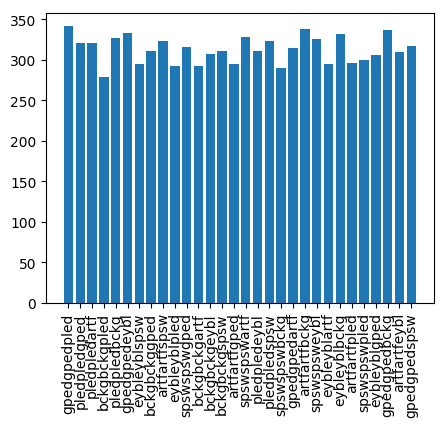 350
300
250
200
150
100
50
0
gpedgpedpled
pledpledgped
pledpledartf
bckgbckgpled
pledpledbckg
gpedgpedeybl
eybleyblspsw
bckgbckggped
artfartfspsw
eybleyblpled
spswspswgped
bckgbckgartf
bckgbckgeybl
bckgbckgspsw
artfartfgped
spswspswartf
pledpledeybl
pledpledspsw
spswspswbckg
gpedgpedartf
artfartfbckg
spswspsweybl
eybleyblartf
eybleyblbckg
artfartfpled
spswspswpled
eybleyblgped
gpedgpedbckg
artfartfeybl
gpedgpedspsw